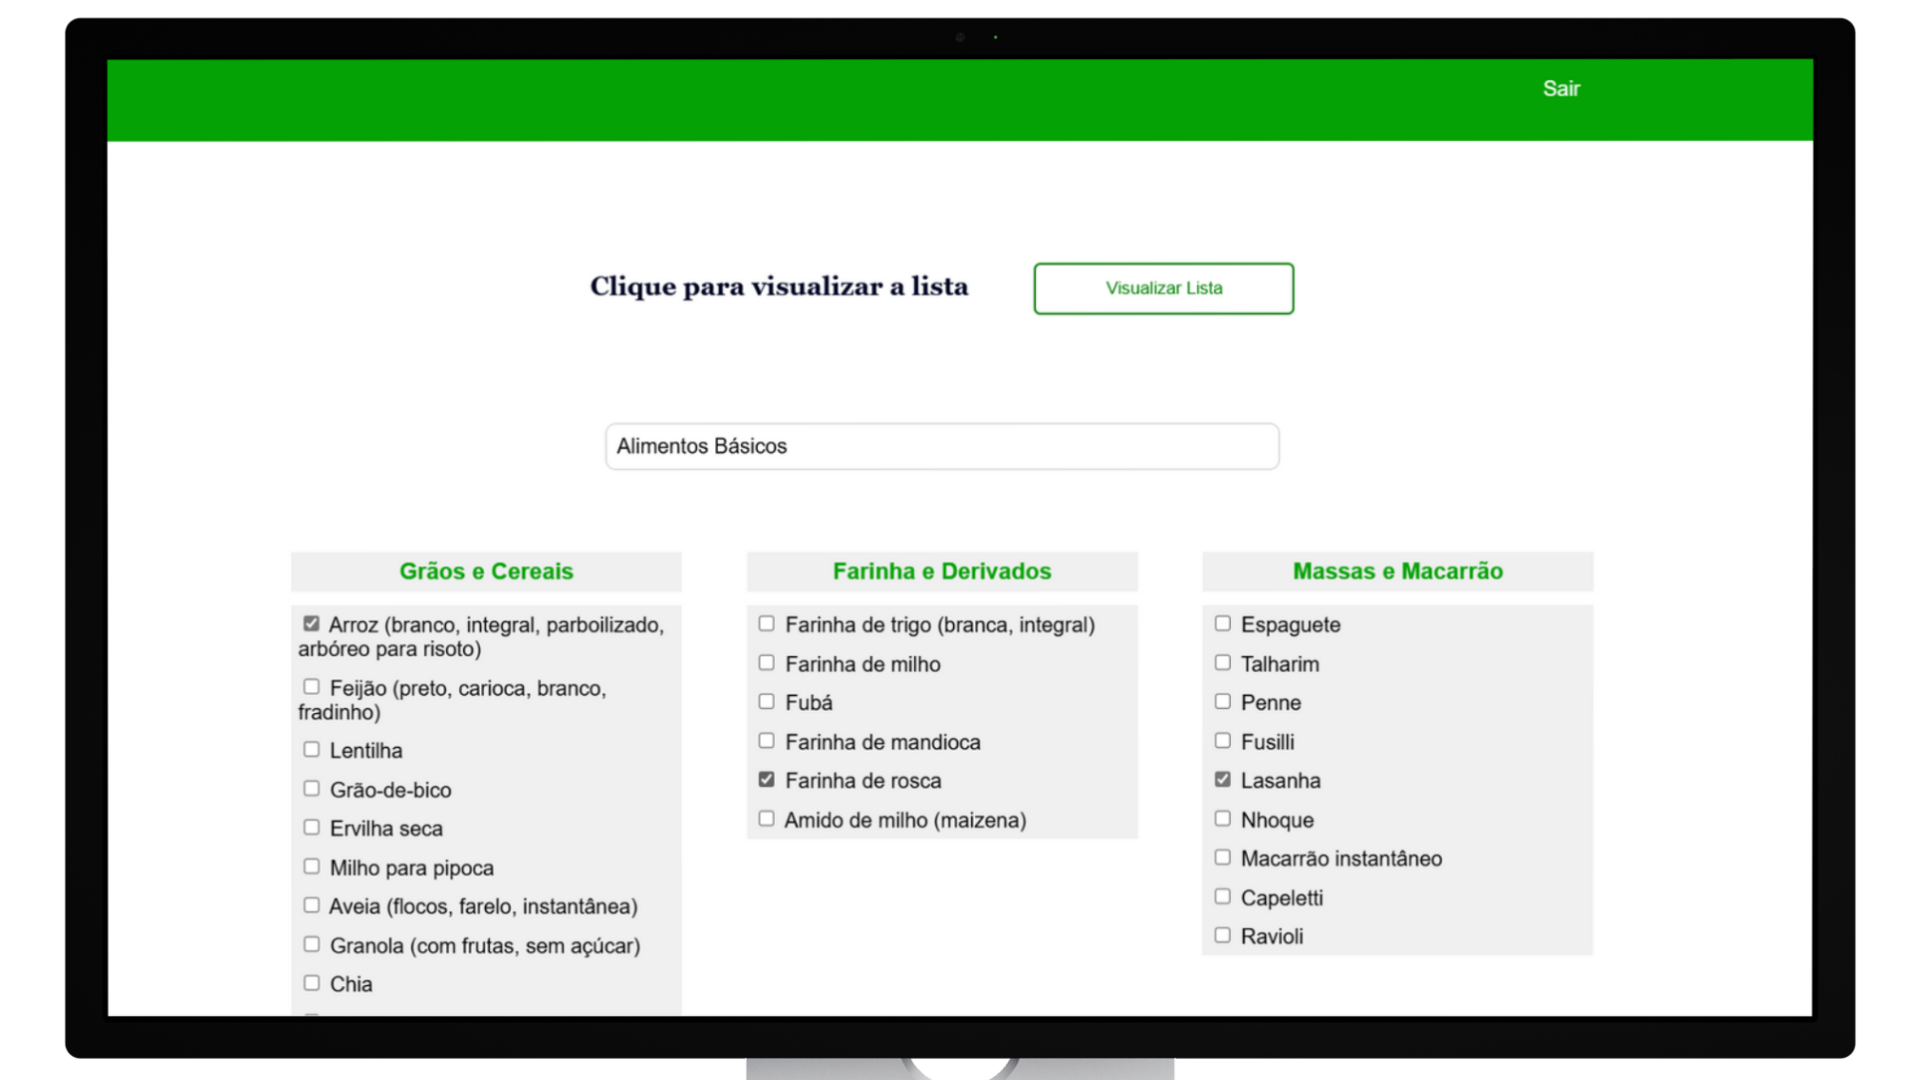 Sair
Clique para visualizar a lista
Visualizar Lista
Alimentos Básicos
Grãos e Cereais
Arroz (branco, integral, parboilizado,
arbóreo para risoto)
Feijão (preto, carioca, branco,
fradinho)
Lentilha
Grão-de-bico
Ervilha seca
Milho para pipoca
Aveia (flocos, farelo, instantânea)
Granola (com frutas, sem açúcar)
Chia
Farinha e Derivados
Farinha de trigo (branca, integral)
Farinha de milho
Fubá
Farinha de mandioca
Farinha de rosca
Amido de milho (maizena)
Massas e Macarrão
Espaguete
Talharim
Penne
Fusilli
Lasanha
Nhoque
Macarrão instantâneo
Capeletti
Ravioli